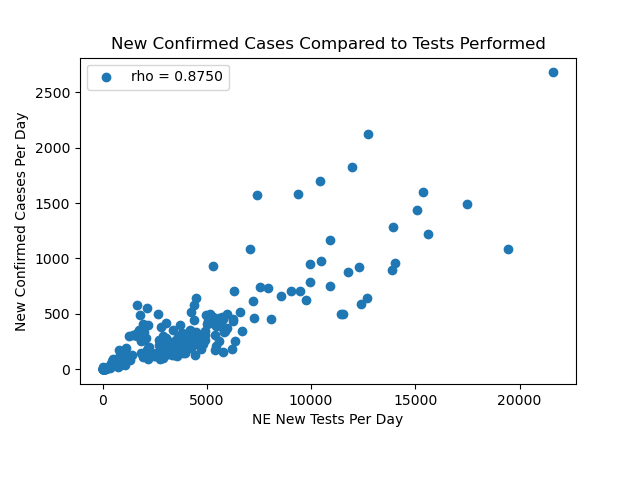 New Confirmed Cases Compared to Tests Performed
rho = 0.8750
New Confirmed Caeses Per Day
2500
2000
1500
1000
500
0
0 5000 10000 15000 20000
NE New Tests Per Day